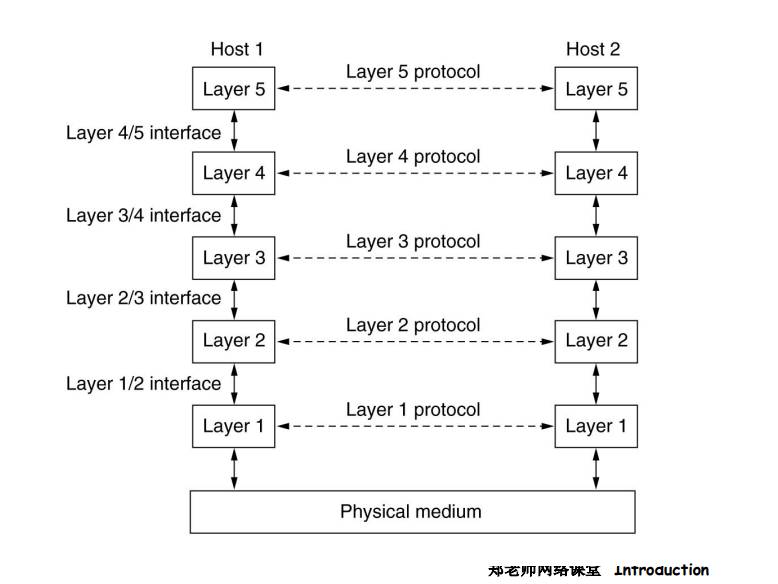 Host 1
Host 2
Layer 5
Layer 5 protocol
Layer 5
Layer 4/5 interface
Layer 4
Layer 4 protocol
Layer 4
Layer 3/4 interface
Layer 3
Layer 3 protocol
Layer 3
Layer 2/3 interface
Layer 2
Layer 2 protocol
Layer 2
Layer 1/2 interface
Layer 1
Layer 1 protocol
Layer 1
Physical medium
郑老师网络课堂 Introduction